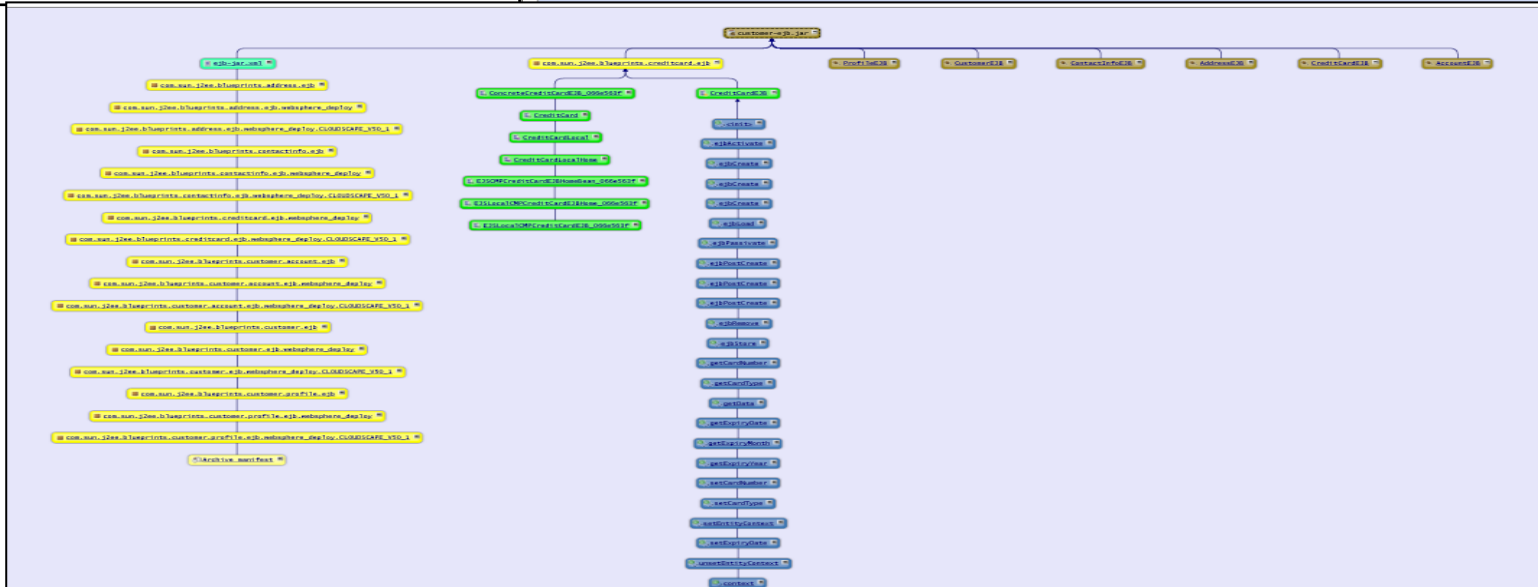 customer-ejb.jar
ejb-jar.xml
com.sun.j2ee.blueprints.creditcard.ejb
ProfileEJB
CustomerEJB
ContactInfoEJB
AddressEJB
CreditCardEJB
AccountEJB
com.sun.j2ee.blueprints.address.ejb
com.sun.j2ee.blueprints.address.ejb.websphere_deploy
com.sun.j2ee.blueprints.address.ejb.websphere_deploy.CLOUDSCAPE_V50_1
com.sun.j2ee.blueprints.contactinfo.ejb
com.sun.j2ee.blueprints.contactinfo.ejb.websphere_deploy
com.sun.j2ee.blueprints.contactinfo.ejb.websphere_deploy.CLOUDSCAPE_V50_1
com.sun.j2ee.blueprints.creditcard.ejb.websphere_deploy
com.sun.j2ee.blueprints.creditcard.ejb.websphere_deploy.CLOUDSCAPE_V50_1
com.sun.j2ee.blueprints.customer.account.ejb
com.sun.j2ee.blueprints.customer.account.ejb.websphere_deploy
com.sun.j2ee.blueprints.customer.account.ejb.websphere_deploy.CLOUDSCAPE_V50_1
com.sun.j2ee.blueprints.customer.ejb
com.sun.j2ee.blueprints.customer.ejb.websphere_deploy
com.sun.j2ee.blueprints.customer.ejb.websphere_deploy.CLOUDSCAPE_V50_1
com.sun.j2ee.blueprints.customer.profile.ejb
com.sun.j2ee.blueprints.customer.profile.ejb.websphere_deploy
com.sun.j2ee.blueprints.customer.profile.ejb.websphere_deploy.CLOUDSCAPE_V50_1
Archive manifest
ConcreteCreditCardEJB_066e563f
CreditCard
CreditCardLocal
CreditCardLocalHome
EJSCMPCreditCardEJBHomeBean_066e563f
EJSLocalCMPCreditCardEJBHome_066e563f
EJSLocalCMPCreditCardEJB_066e563f
CreditCardEJB
<init>
ejbActivate
ejbCreate
ejbCreate
ejbCreate
ejbLoad
ejbPassivate
ejbPostCreate
ejbPostCreate
ejbPostCreate
ejbRemove
ejbStore
getCardNumber
getCardType
getData
getExpiryDate
getExpiryMonth
getExpiryYear
setCardNumber
setCardType
setEntityContext
setExpiryDate
unsetEntityContext
context